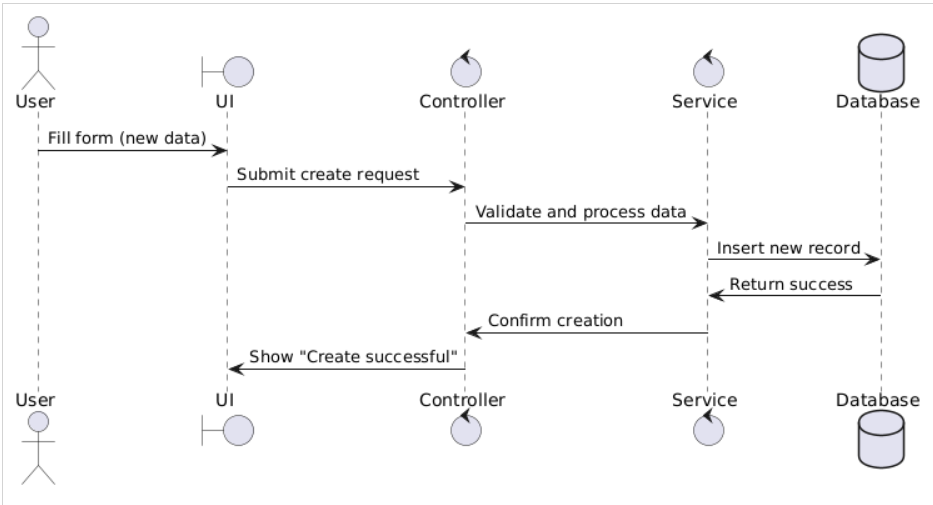 User UI Controller Service Database
Fill form (new data)
Submit create request
Validate and process data
Insert new record
Return success
Confirm creation
Show "Create successful"
User UI Controller Service Database